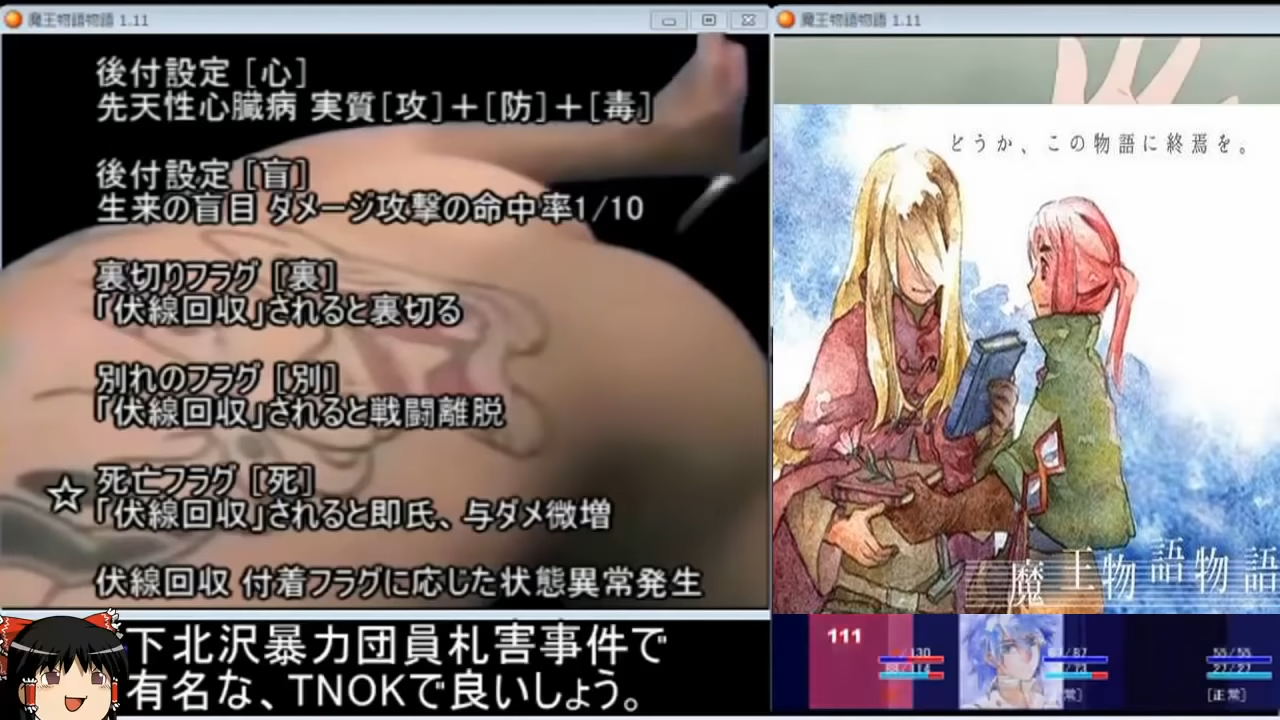 魔王物語物語 1.11
後付設定 [心]
先天性心臓病 実質[攻]+[防]+[毒]
後付設定 [盲]
生来の盲目 ダメージ攻撃の命中率1/10
裏切りフラグ [裏]
「伏線回収」されると裏切る
別れのフラグ [別]
「伏線回収」されると戦闘離脱
☆ 死亡フラグ [死]
「伏線回収」されると即氏、与ダメ微増
伏線回収 付着フラグに応じた状態異常発生
下北沢暴力団員札害事件で
有名な、TNOKで良いしょう。
魔王物語物語 1.11
どうか、この物語に終焉を。
魔王物語物語
111
55/55
27/27
[正常]